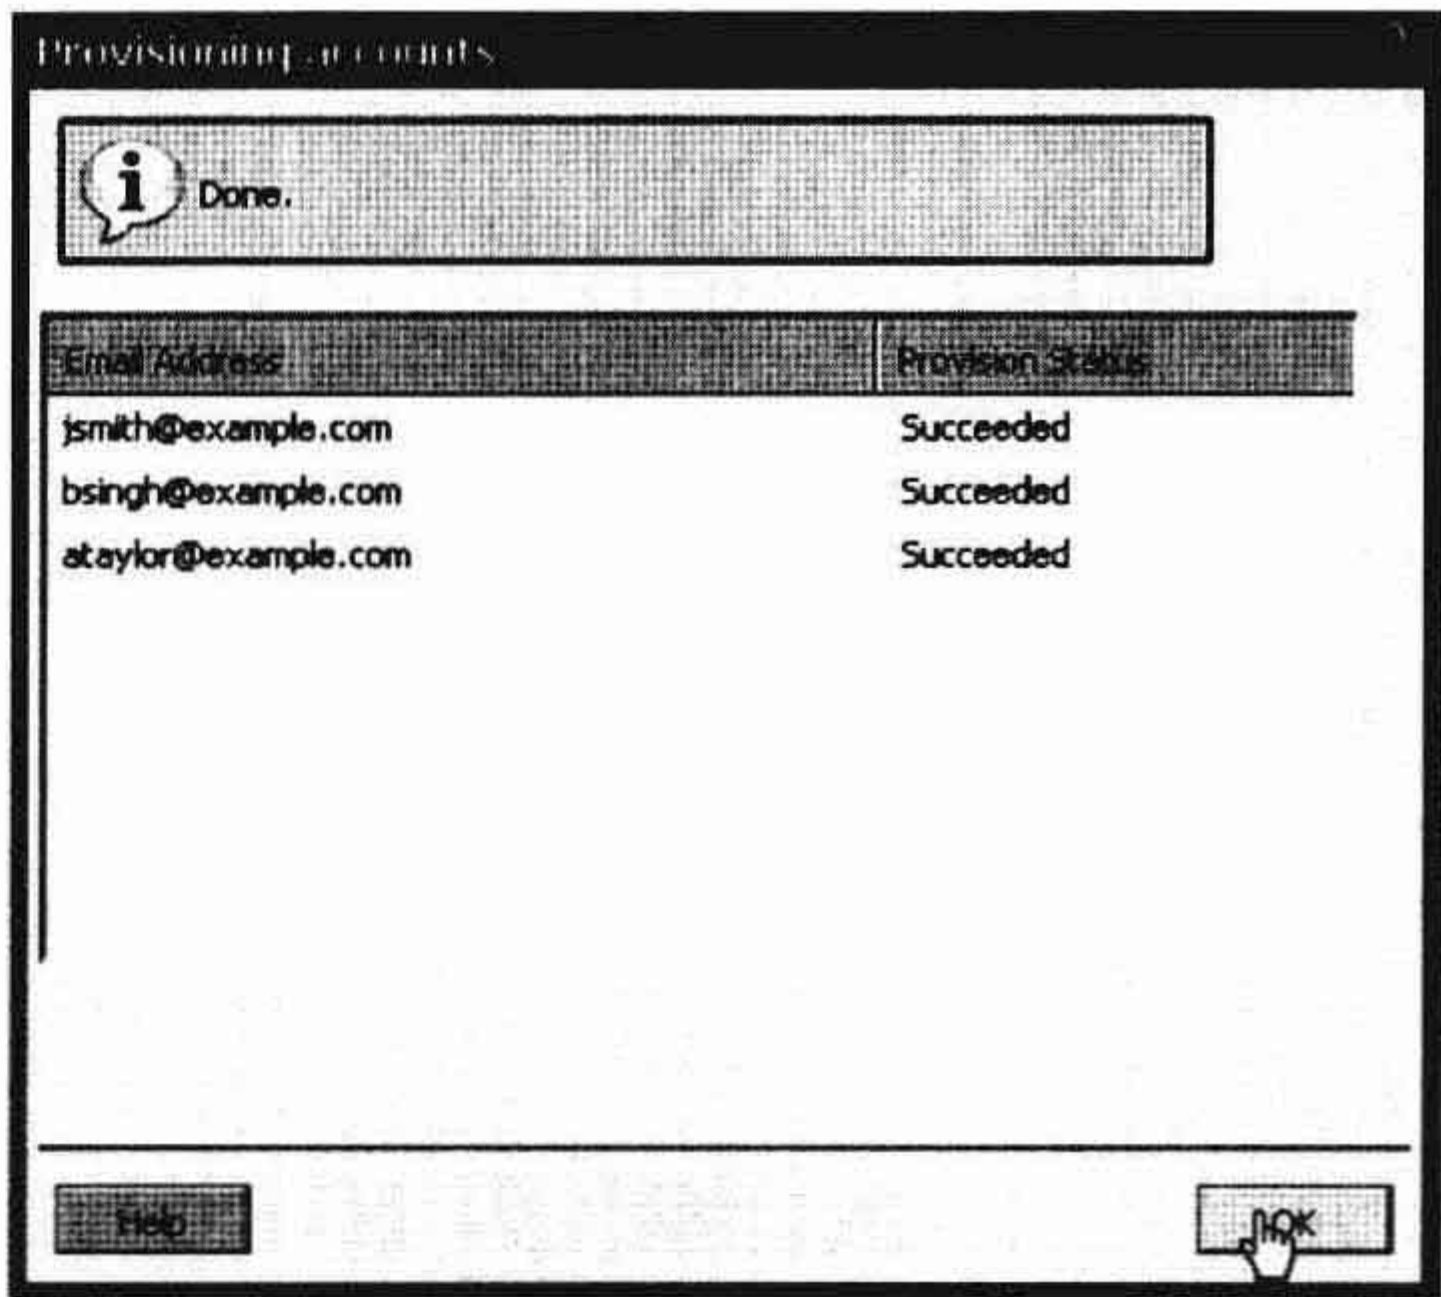 Provisioning accounts
i Done.
Email Address Provision Status
jsmith@example.com Succeeded
bsingh@example.com Succeeded
ataylor@example.com Succeeded
Help OK